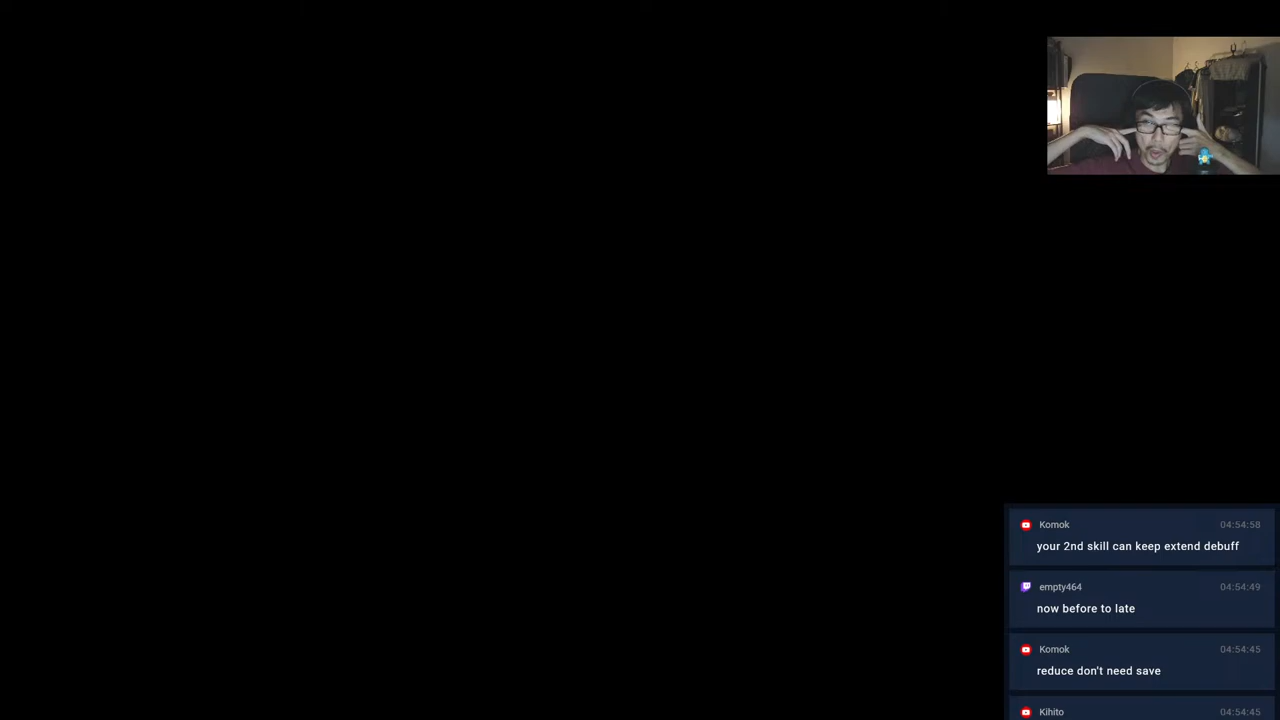 Komok 04:54:58
your 2nd skill can keep extend debuff
empty464 04:54:49
now before to late
Komok 04:54:45
reduce don't need save
Kihito 04:54:45